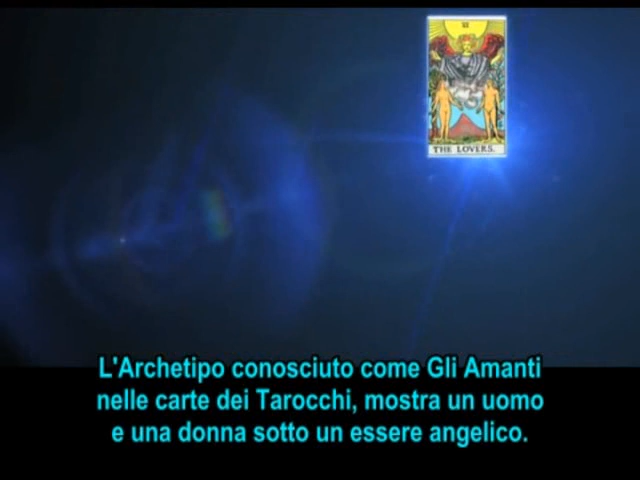 VI
THE LOVERS.
L'Archetipo conosciuto come Gli Amanti
nelle carte dei Tarocchi, mostra un uomo
e una donna sotto un essere angelico.